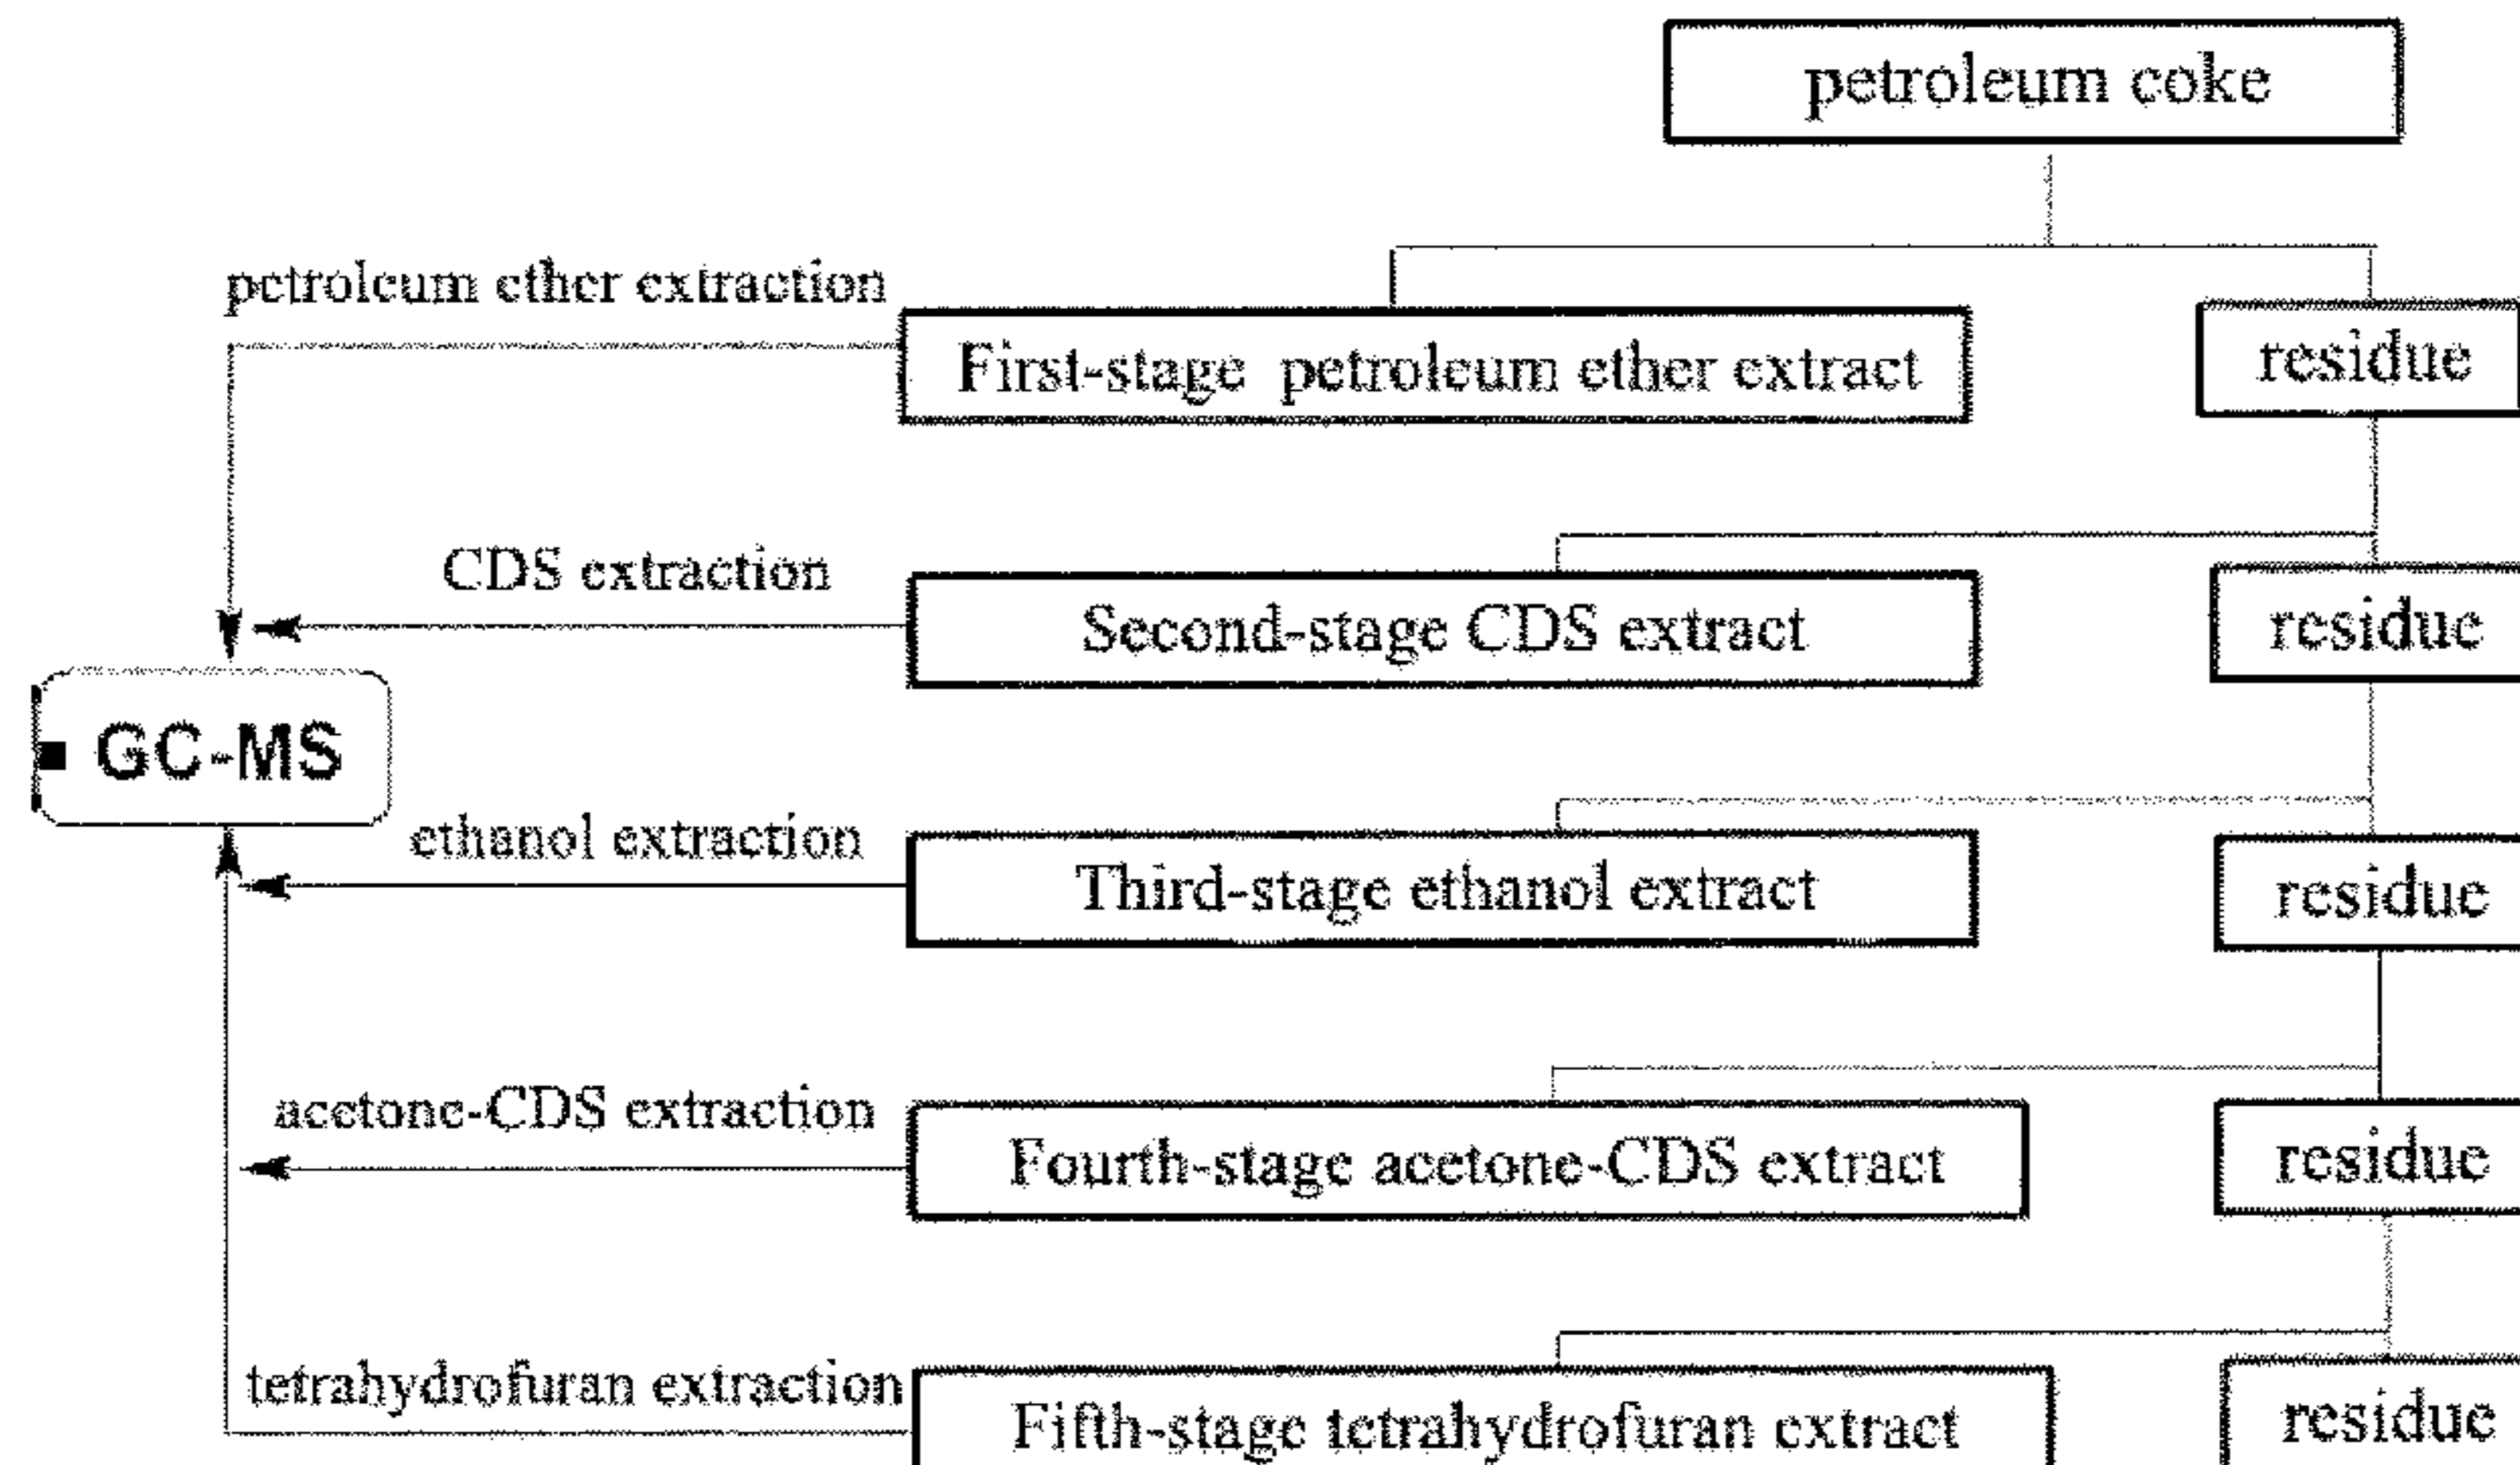 petroleum coke
petroleum ether extraction
First-stage petroleum ether extract
residue
CDS extraction
Second-stage CDS extract
residue
GC-MS
ethanol extraction
Third-stage ethanol extract
residue
acetone-CDS extraction
Fourth-stage acetone-CDS extract
residue
tetrahydrofuran extraction
Fifth-stage tetrahydrofuran extract
residue